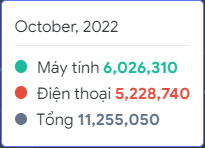 October, 2022
Máy tính 6,026,310
Điện thoại 5,228,740
Tổng 11,255,050